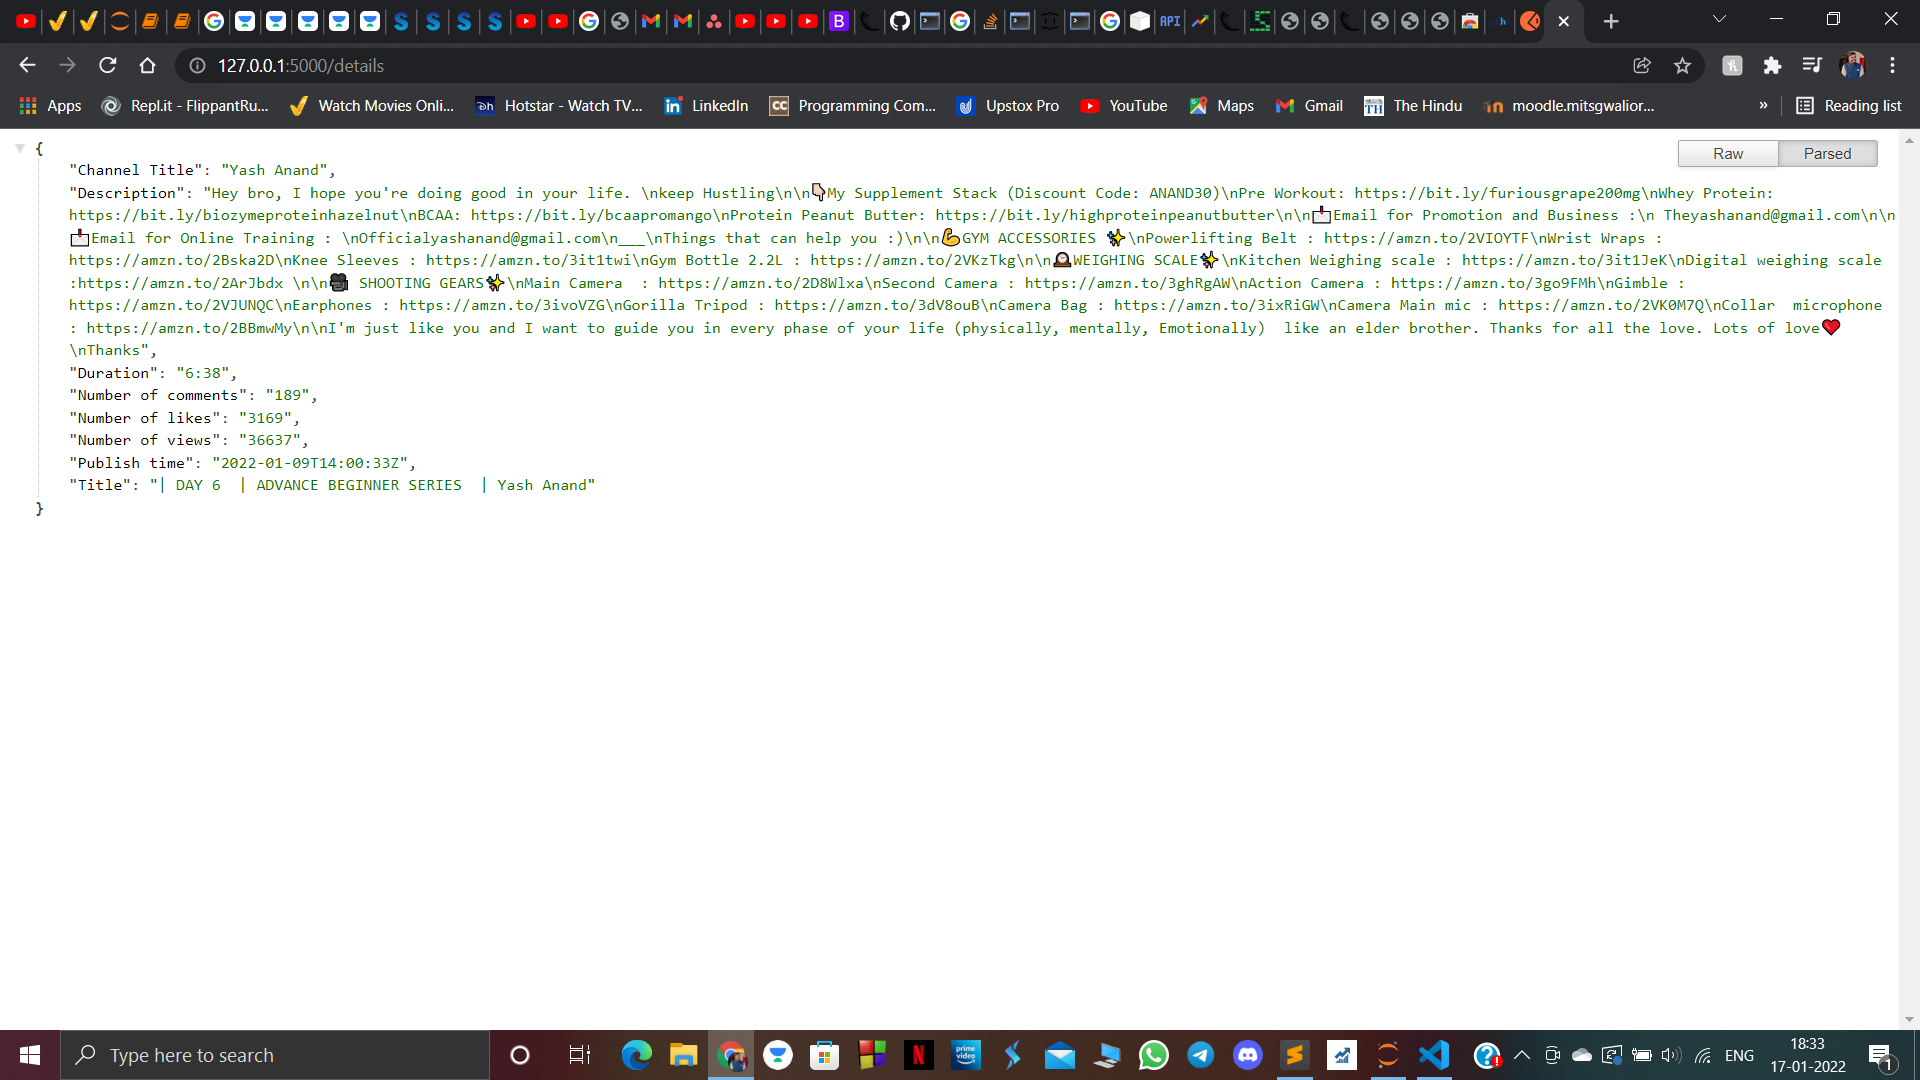 127.0.0.1:5000/details
Apps Repl.it - FlippantRu... Watch Movies Onli... Hotstar - Watch TV... LinkedIn Programming Com... Upstox Pro YouTube Maps Gmail The Hindu moodle.mitsgwalior... » Reading list
Raw Parsed
{
"Channel Title": "Yash Anand",
"Description": "Hey bro, I hope you're doing good in your life. \nkeep Hustling\n\n👇🏻My Supplement Stack (Discount Code: ANAND30)\nPre Workout: https://bit.ly/furiousgrape200mg\nWhey Protein:
https://bit.ly/biozymeproteinhazelnut\nBCAA: https://bit.ly/bcaapromango\nProtein Peanut Butter: https://bit.ly/highproteinpeanutbutter\n\n📩Email for Promotion and Business :\n Theyashanand@gmail.com\n\n
📩Email for Online Training : \nOfficialyashanand@gmail.com\n___\nThings that can help you :)\n\n💪GYM ACCESSORIES ✨\nPowerlifting Belt : https://amzn.to/2VIOYTF\nWrist Wraps :
https://amzn.to/2Bska2D\nKnee Sleeves : https://amzn.to/3it1twi\nGym Bottle 2.2L : https://amzn.to/2VKzTkg\n\n🕰WEIGHING SCALE✨\nKitchen Weighing scale : https://amzn.to/3it1JeK\nDigital weighing scale
:https://amzn.to/2ArJbdx \n\n🎥 SHOOTING GEARS✨\nMain Camera  : https://amzn.to/2D8Wlxa\nSecond Camera : https://amzn.to/3ghRgAW\nAction Camera : https://amzn.to/3go9FMh\nGimble :
https://amzn.to/2VJUNQC\nEarphones : https://amzn.to/3ivoVZG\nGorilla Tripod : https://amzn.to/3dV8ouB\nCamera Bag : https://amzn.to/3ixRiGW\nCamera Main mic : https://amzn.to/2VK0M7Q\nCollar  microphone
: https://amzn.to/2BBmwMy\n\nI'm just like you and I want to guide you in every phase of your life (physically, mentally, Emotionally)  like an elder brother. Thanks for all the love. Lots of love❤️
\nThanks",
"Duration": "6:38",
"Number of comments": "189",
"Number of likes": "3169",
"Number of views": "36637",
"Publish time": "2022-01-09T14:00:33Z",
"Title": "| DAY 6  | ADVANCE BEGINNER SERIES  | Yash Anand"
}
Type here to search
ENG
18:33
17-01-2022
1